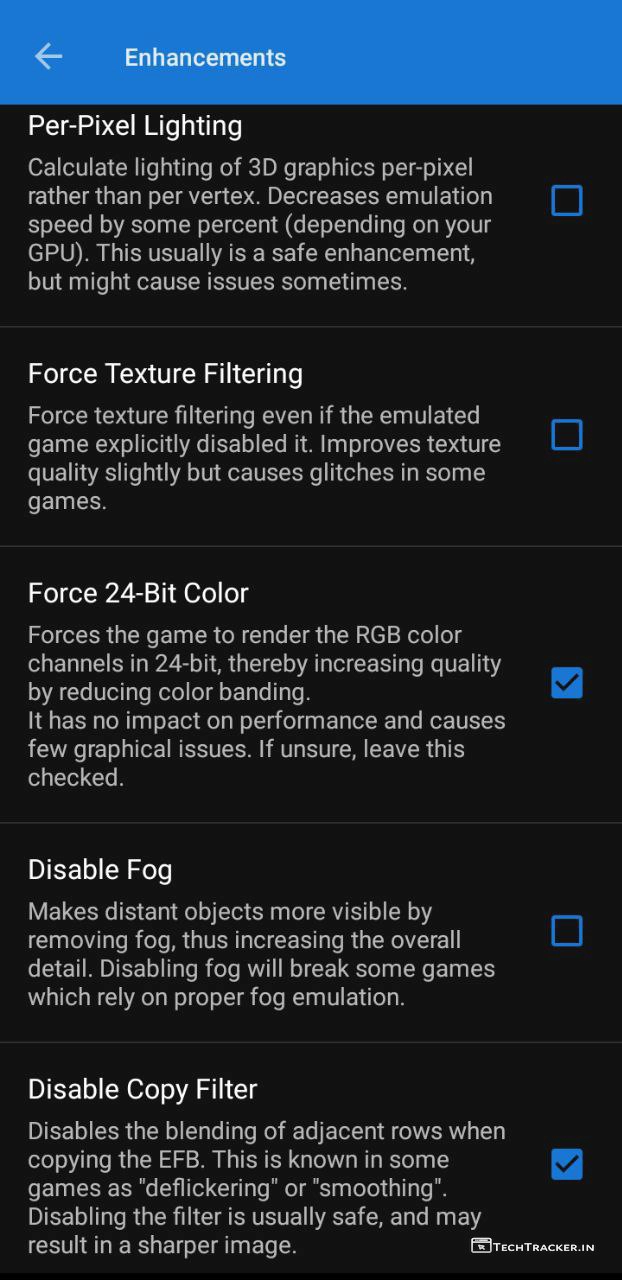 Enhancements
Per-Pixel Lighting
Calculate lighting of 3D graphics per-pixel
rather than per vertex. Decreases emulation
speed by some percent (depending on your
GPU). This usually is a safe enhancement,
but might cause issues sometimes.
Force Texture Filtering
Force texture filtering even if the emulated
game explicitly disabled it. Improves texture
quality slightly but causes glitches in some
games.
Force 24-Bit Color
Forces the game to render the RGB color
channels in 24-bit, thereby increasing quality
by reducing color banding.
It has no impact on performance and causes
few graphical issues. If unsure, leave this
checked.
Disable Fog
Makes distant objects more visible by
removing fog, thus increasing the overall
detail. Disabling fog will break some games
which rely on proper fog emulation.
Disable Copy Filter
Disables the blending of adjacent rows when
copying the EFB. This is known in some
games as "deflickering" or "smoothing".
Disabling the filter is usually safe, and may
result in a sharper image.
TECHTRACKER.IN